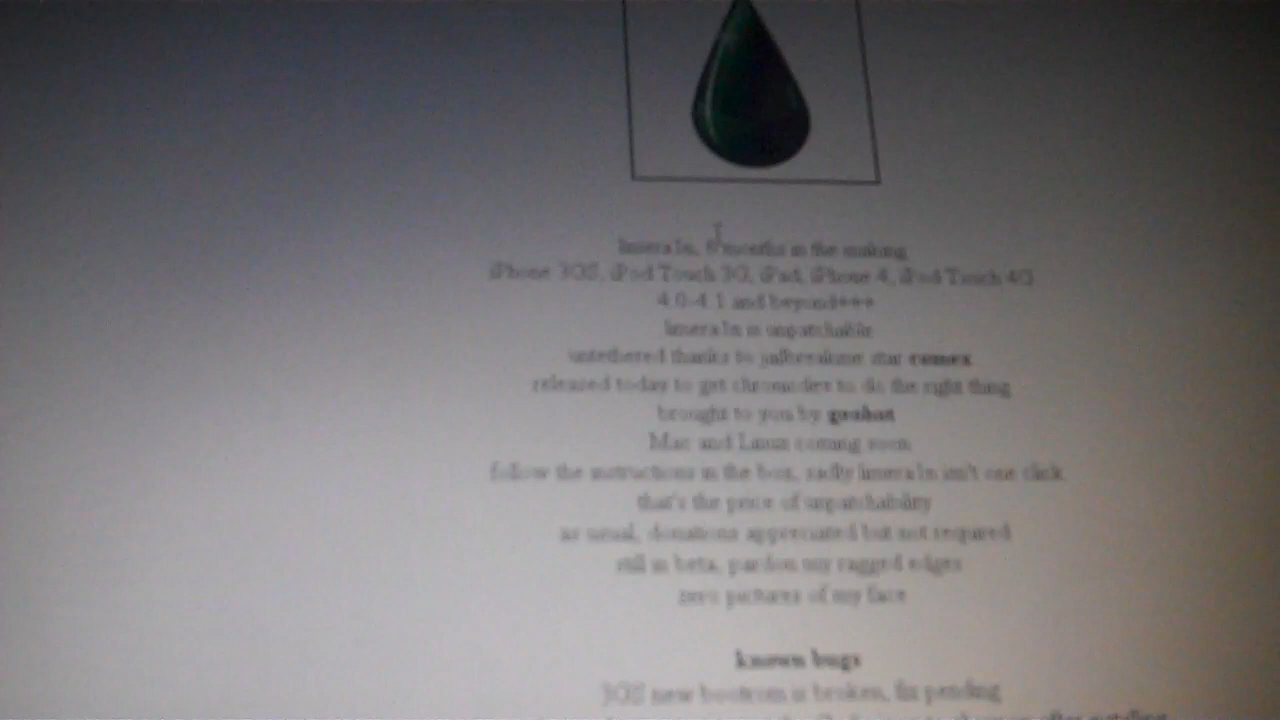 limera1n, 6 months in the making
iPhone 3GS, iPod Touch 3G, iPad, iPhone 4, iPod Touch 4G
4.0-4.1 and beyond+++
limera1n is unpatchable
untethered thanks to jailbreakme star comex
released today to get chronicdev to do the right thing
brought to you by geohot
Mac and Linux coming soon
follow the instructions in the box, sadly limera1n isn't one click
that's the price of unpatchability
as usual, donations appreciated but not required
still in beta, pardon my ragged edges
zero pictures of my face
known bugs
3GS new bootrom is broken, fix pending